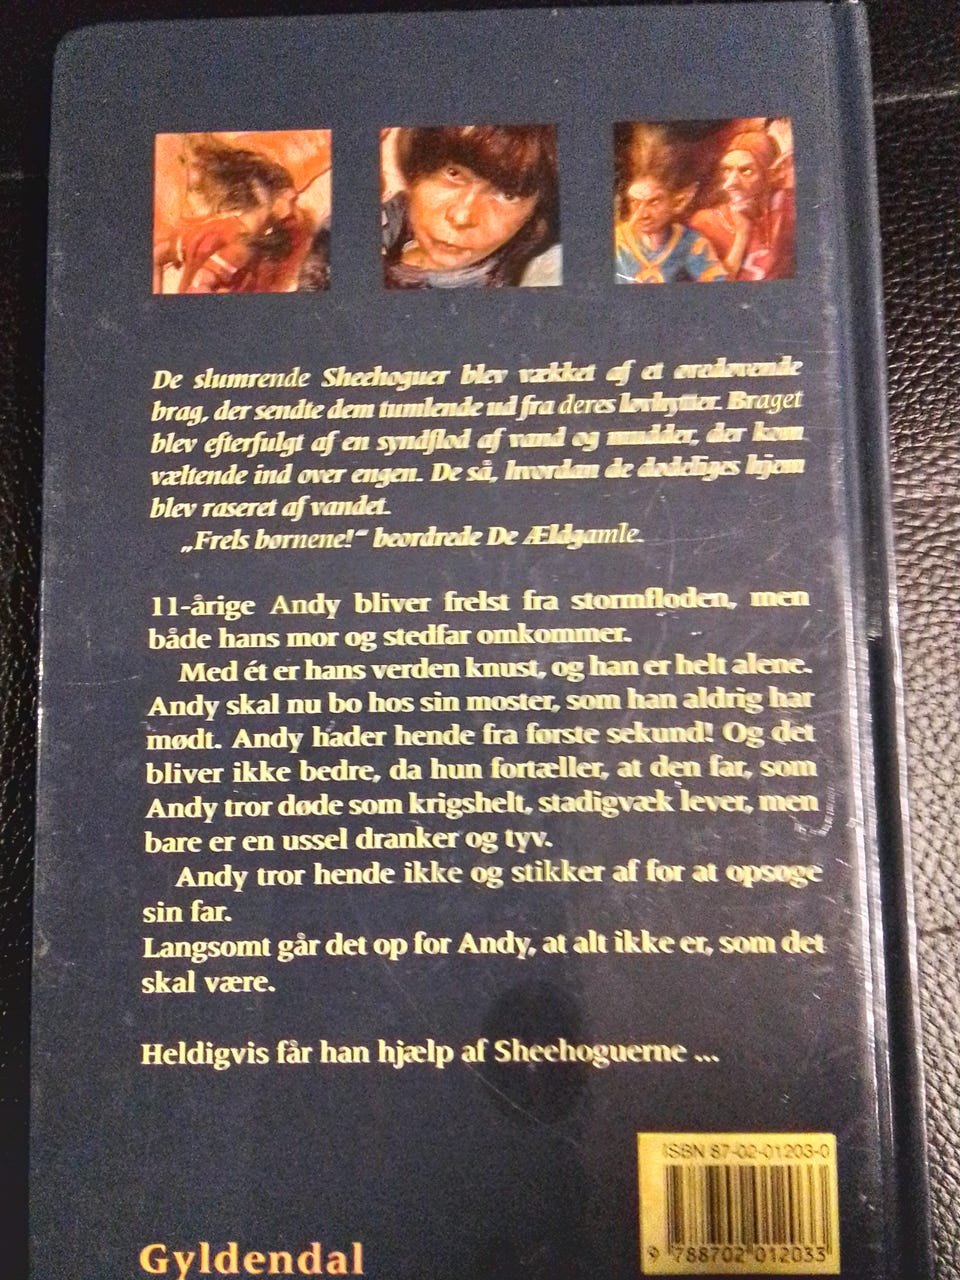 De slumrende Sheehoguer blev vækket af et øredøvende
brag, der sendte dem tumlende ud fra deres løvhytter. Braget
blev efterfulgt af en syndflod af vand og mudder, der kom
væltende ind over engen. De så, hvordan de dødeliges hjem
blev raseret af vandet.
„Frels børnene!“ beordrede De Ældgamle.
11-årige Andy bliver frelst fra stormfloden, men
både hans mor og stedfar omkommer.
Med ét er hans verden knust, og han er helt alene.
Andy skal nu bo hos sin moster, som han aldrig har
mødt. Andy hader hende fra første sekund! Og det
bliver ikke bedre, da hun fortæller, at den far, som
Andy tror døde som krigshelt, stadigvæk lever, men
bare er en ussel dranker og tyv.
Andy tror hende ikke og stikker af for at opsøge
sin far.
Langsomt går det op for Andy, at alt ikke er, som det
skal være.
Heldigvis får han hjælp af Sheehoguerne ...
ISBN 87-02-01203-0
9 788702 012033
Gyldendal